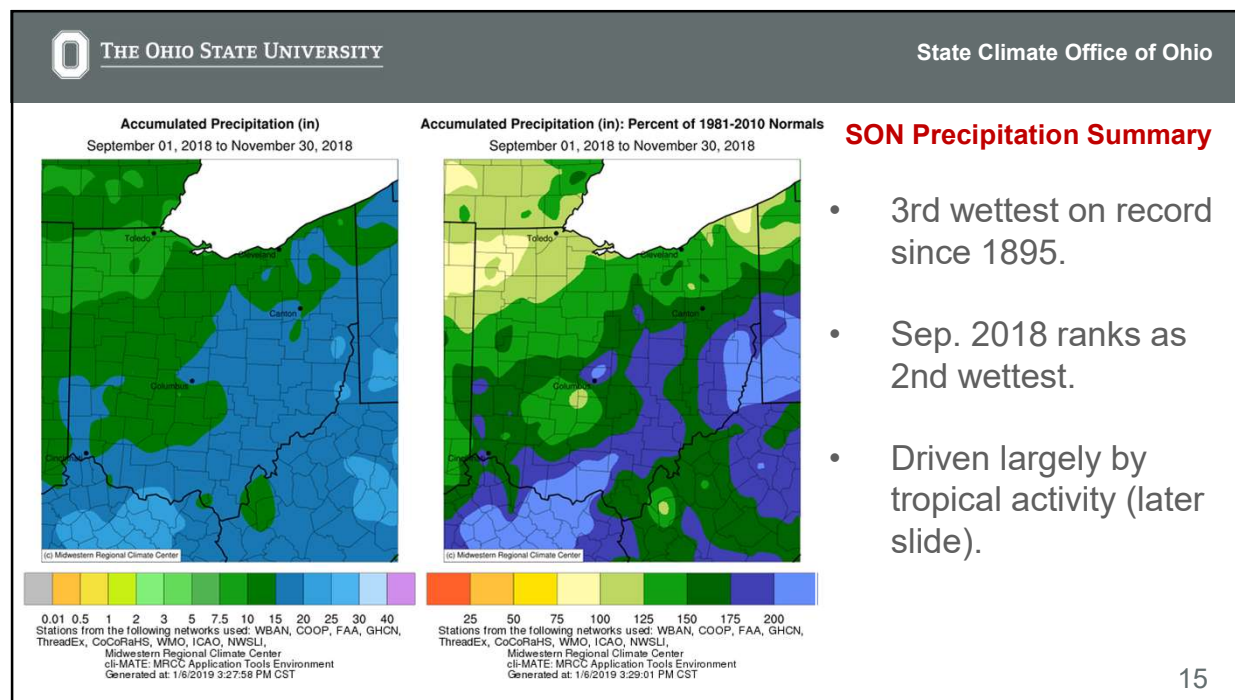 THE OHIO STATE UNIVERSITY
State Climate Office of Ohio
Accumulated Precipitation (in)
September 01, 2018 to November 30, 2018
Toledo
Cleveland
Canton
Columbus
Cincinnati
(c) Midwestern Regional Climate Center
0.01 0.5 1 2 3 5 7.5 10 15 20 25 30 40
Stations from the following networks used: WBAN, COOP, FAA, GHCN,
ThreadEx, CoCoRaHS, WMO, ICAO, NWSLI,
Midwestern Regional Climate Center
cli-MATE: MRCC Application Tools Environment
Generated at: 1/6/2019 3:27:58 PM CST
Accumulated Precipitation (in): Percent of 1981-2010 Normals
September 01, 2018 to November 30, 2018
Toledo
Cleveland
Canton
Columbus
Cincinnati
(c) Midwestern Regional Climate Center
25 50 75 100 125 150 175 200
Stations from the following networks used: WBAN, COOP, FAA, GHCN,
ThreadEx, CoCoRaHS, WMO, ICAO, NWSLI,
Midwestern Regional Climate Center
cli-MATE: MRCC Application Tools Environment
Generated at: 1/6/2019 3:29:01 PM CST
SON Precipitation Summary
• 3rd wettest on record
since 1895.
• Sep. 2018 ranks as
2nd wettest.
• Driven largely by
tropical activity (later
slide).
15